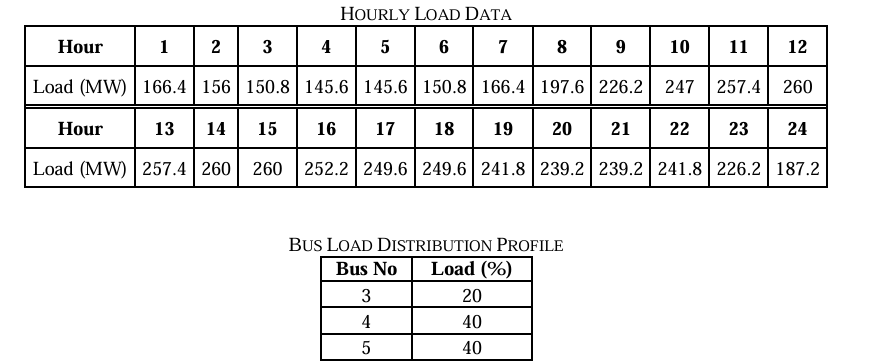 HOURLY LOAD DATA
Hour 1 2 3 4 5 6 7 8 9 10 11 12
Load (MW) 166.4 156 150.8 145.6 145.6 150.8 166.4 197.6 226.2 247 257.4 260
Hour 13 14 15 16 17 18 19 20 21 22 23 24
Load (MW) 257.4 260 260 252.2 249.6 249.6 241.8 239.2 239.2 241.8 226.2 187.2
BUS LOAD DISTRIBUTION PROFILE
Bus No Load (%)
3 20
4 40
5 40